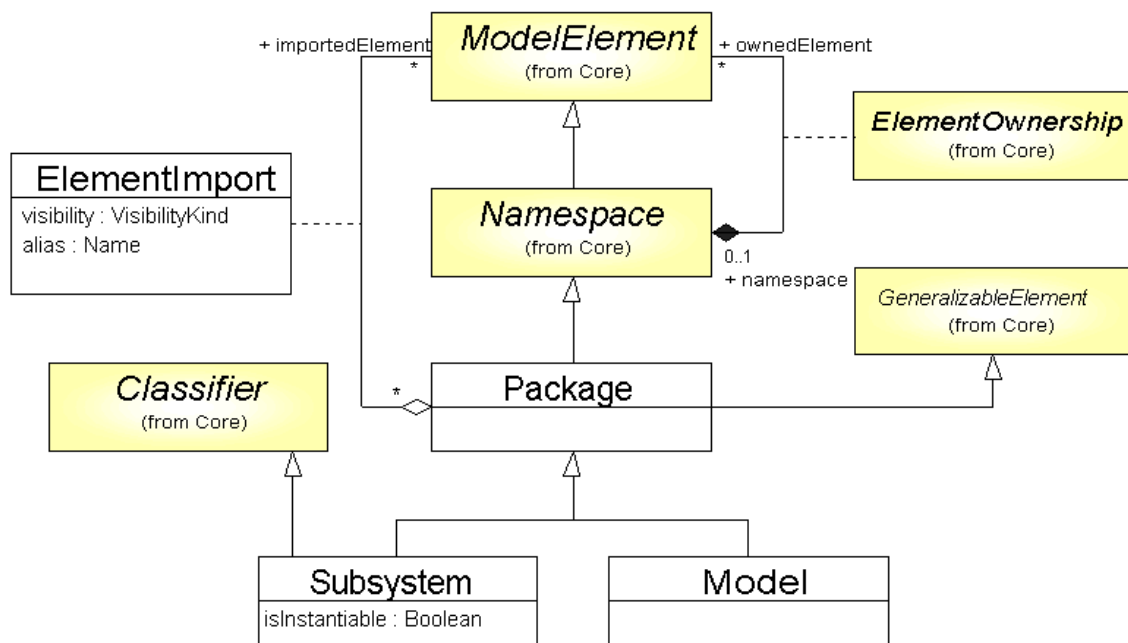 ModelElement
(from Core)
+ importedElement
*
+ ownedElement
*
ElementOwnership
(from Core)
ElementImport
visibility : VisibilityKind
alias : Name
Namespace
(from Core)
0..1
+ namespace
GeneralizableElement
(from Core)
Classifier
(from Core)
*
Package
Subsystem
isInstantiable : Boolean
Model